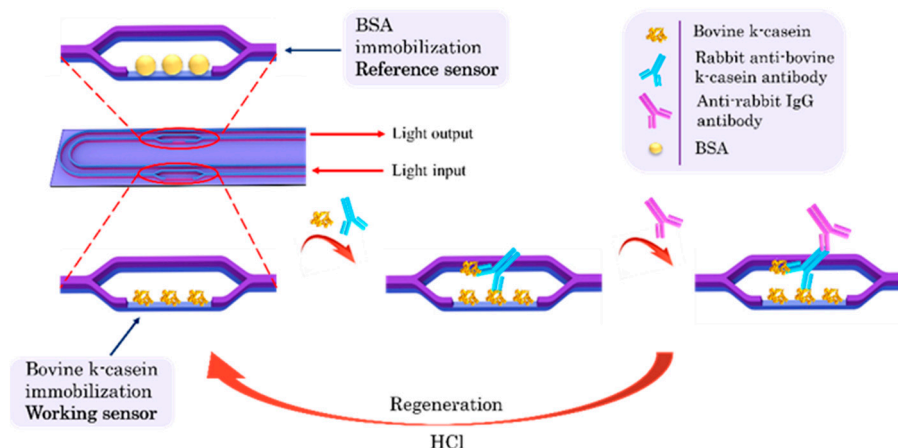 BSA
immobilization
Reference sensor
Bovine k-casein
Rabbit anti-bovine
k-casein antibody
Anti-rabbit IgG
antibody
BSA
Light output
Light input
Bovine k-casein
immobilization
Working sensor
Regeneration
HCl